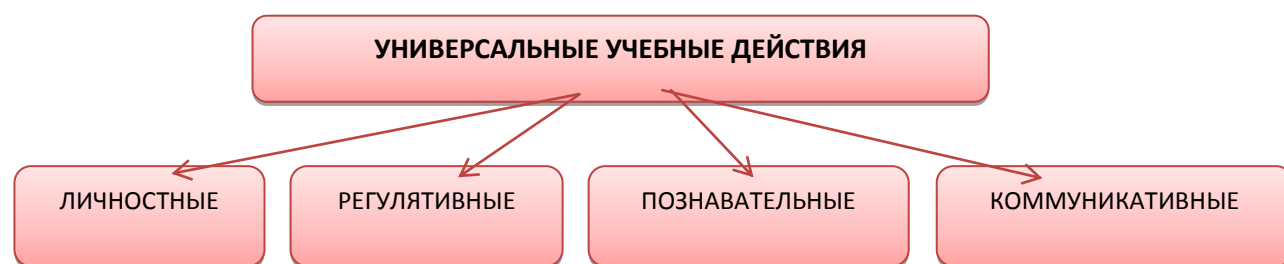 УНИВЕРСАЛЬНЫЕ УЧЕБНЫЕ ДЕЙСТВИЯ
ЛИЧНОСТНЫЕ
РЕГУЛЯТИВНЫЕ
ПОЗНАВАТЕЛЬНЫЕ
КОММУНИКАТИВНЫЕ